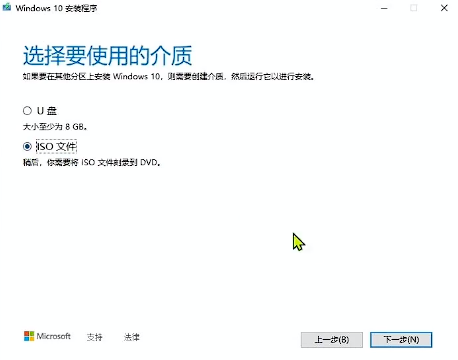 Windows 10 安装程序
选择要使用的介质
如果要在其他分区上安装 Windows 10，则需要创建介质，然后运行它以进行安装。
U 盘
大小至少为 8 GB。
ISO 文件
稍后，你需要将 ISO 文件刻录到 DVD。
Microsoft 支持 法律 上一步(B) 下一步(N)